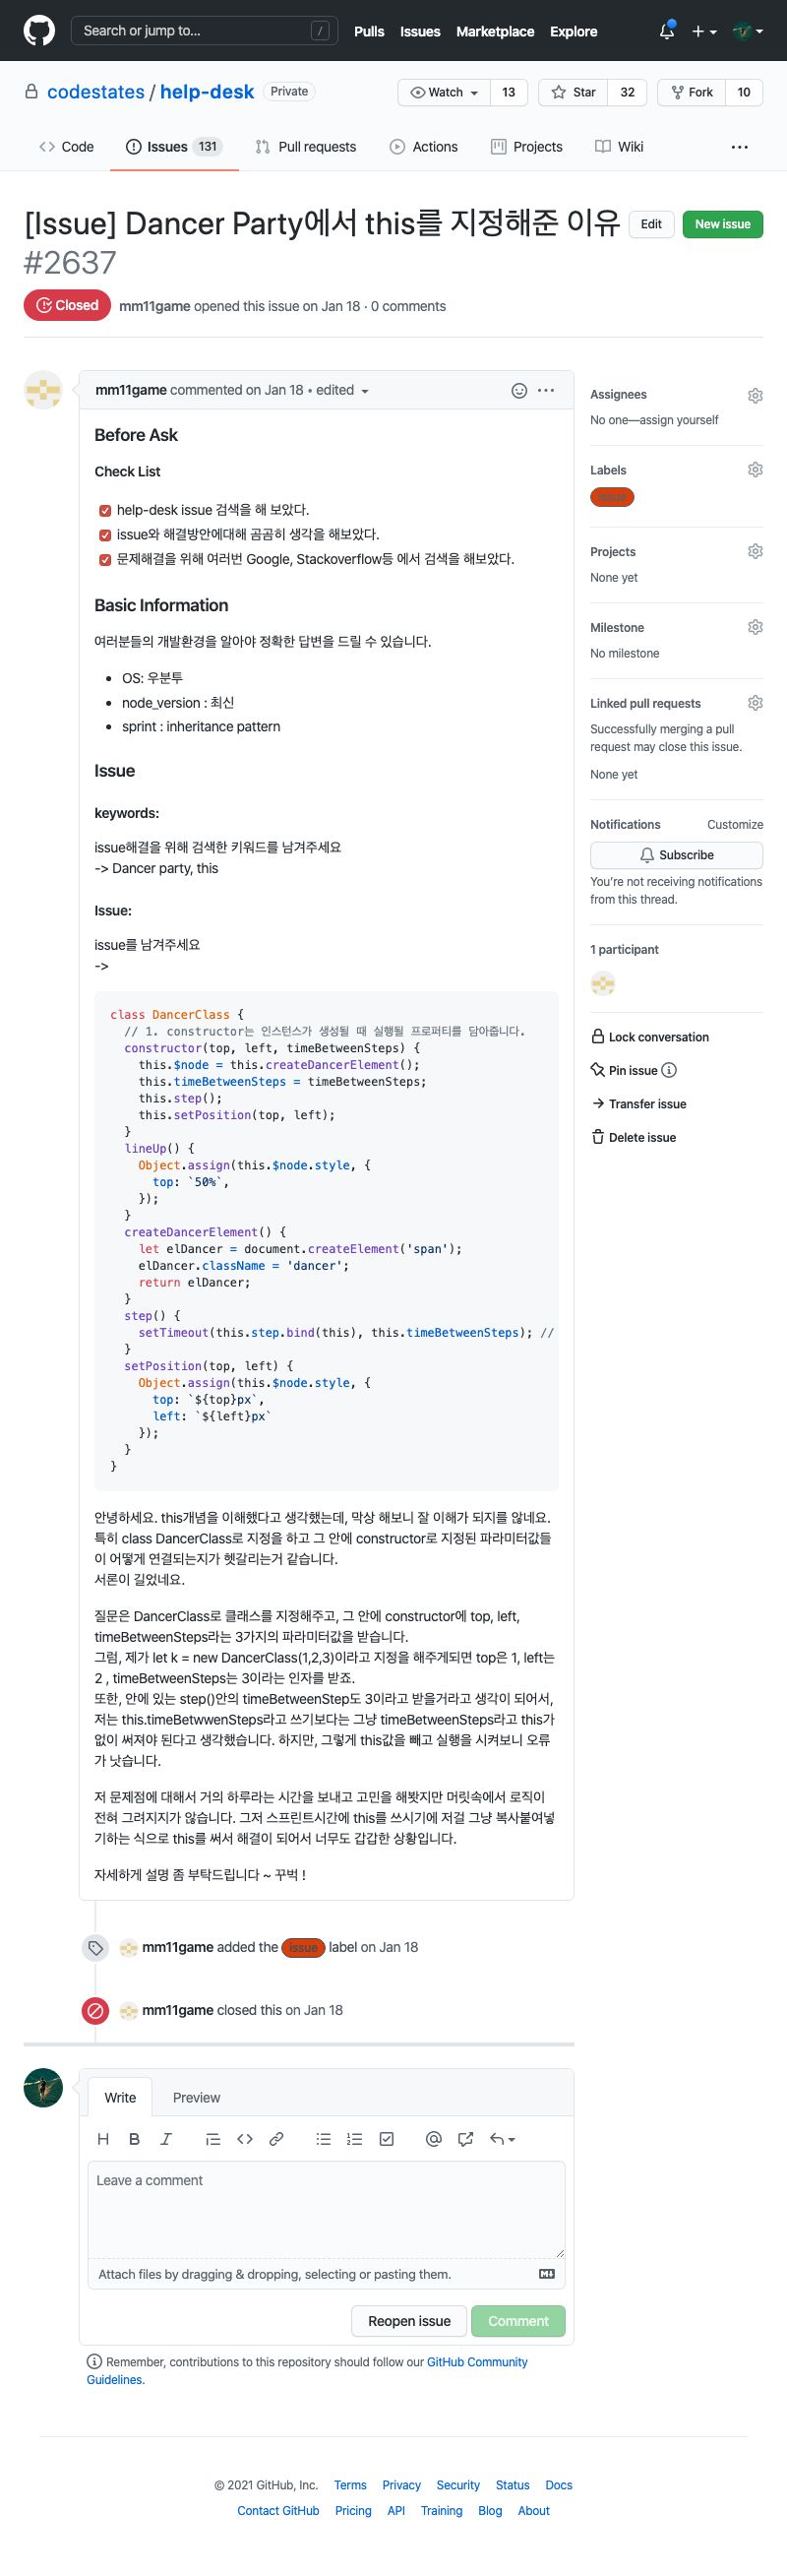 Search or jump to... /
Pulls Issues Marketplace Explore
codestates / help-desk Private
Watch 13 Star 32 Fork 10
Code Issues 131 Pull requests Actions Projects Wiki
[Issue] Dancer Party에서 this를 지정해준 이유
#2637
Edit New issue
Closed mm11game opened this issue on Jan 18 · 0 comments
mm11game commented on Jan 18 • edited
Before Ask
Check List
help-desk issue 검색을 해 보았다.
issue와 해결방안에대해 곰곰히 생각을 해보았다.
문제해결을 위해 여러번 Google, Stackoverflow등 에서 검색을 해보았다.
Basic Information
여러분들의 개발환경을 알아야 정확한 답변을 드릴 수 있습니다.
• OS: 우분투
• node_version : 최신
• sprint : inheritance pattern
Issue
keywords:
issue해결을 위해 검색한 키워드를 남겨주세요
-> Dancer party, this
Issue:
issue를 남겨주세요
->
class DancerClass {
// 1. constructor는 인스턴스가 생성될 때 실행될 프로퍼티를 담아줍니다.
constructor(top, left, timeBetweenSteps) {
this.$node = this.createDancerElement();
this.timeBetweenSteps = timeBetweenSteps;
this.step();
this.setPosition(top, left);
}
lineUp() {
Object.assign(this.$node.style, {
top: `50%`,
});
}
createDancerElement() {
let elDancer = document.createElement('span');
elDancer.className = 'dancer';
return elDancer;
}
step() {
setTimeout(this.step.bind(this), this.timeBetweenSteps); //
}
setPosition(top, left) {
Object.assign(this.$node.style, {
top: `${top}px`,
left: `${left}px`
});
}
}
안녕하세요. this개념을 이해했다고 생각했는데, 막상 해보니 잘 이해가 되지를 않네요.
특히 class DancerClass로 지정을 하고 그 안에 constructor로 지정된 파라미터값들
이 어떻게 연결되는지가 헷갈리는거 같습니다.
서론이 길었네요.
질문은 DancerClass로 클래스를 지정해주고, 그 안에 constructor에 top, left,
timeBetweenSteps라는 3가지의 파라미터값을 받습니다.
그럼, 제가 let k = new DancerClass(1,2,3)이라고 지정을 해주게되면 top은 1, left는
2 , timeBetweenSteps는 3이라는 인자를 받죠.
또한, 안에 있는 step()안의 timeBetweenStep도 3이라고 받을거라고 생각이 되어서,
저는 this.timeBetwwenSteps라고 쓰기보다는 그냥 timeBetweenSteps라고 this가
없이 써져야 된다고 생각했습니다. 하지만, 그렇게 this값을 빼고 실행을 시켜보니 오류
가 낫습니다.
저 문제점에 대해서 거의 하루라는 시간을 보내고 고민을 해봣지만 머릿속에서 로직이
전혀 그려지지가 않습니다. 그저 스프린트시간에 this를 쓰시기에 저걸 그냥 복사붙여넣
기하는 식으로 this를 써서 해결이 되어서 너무도 갑갑한 상황입니다.
자세하게 설명 좀 부탁드립니다 ~ 꾸벅 !
mm11game added the issue label on Jan 18
mm11game closed this on Jan 18
Assignees
No one—assign yourself
Labels
issue
Projects
None yet
Milestone
No milestone
Linked pull requests
Successfully merging a pull
request may close this issue.
None yet
Notifications Customize
Subscribe
You're not receiving notifications
from this thread.
1 participant
Lock conversation
Pin issue
Transfer issue
Delete issue
Write Preview
Leave a comment
Attach files by dragging & dropping, selecting or pasting them.
Reopen issue Comment
Remember, contributions to this repository should follow our GitHub Community
Guidelines.
© 2021 GitHub, Inc. Terms Privacy Security Status Docs
Contact GitHub Pricing API Training Blog About